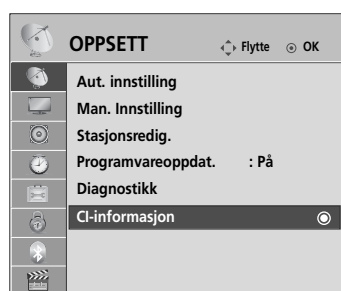 OPPSETT Flytte OK
Aut. innstilling
Man. Innstilling
Stasjonsredig.
Programvareoppdat. : På
Diagnostikk
CI-informasjon